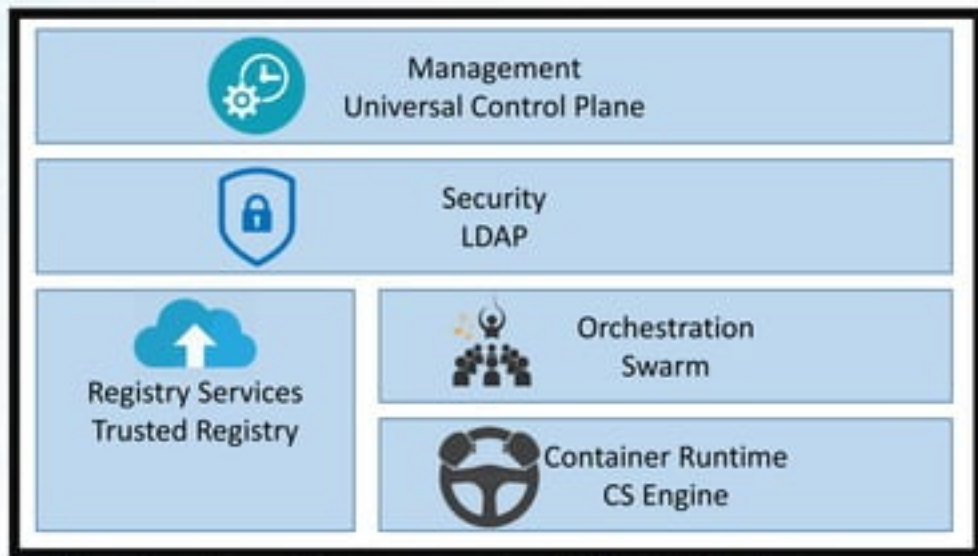 Management
Universal Control Plane
Security
LDAP
Registry Services
Trusted Registry
Orchestration
Swarm
Container Runtime
CS Engine